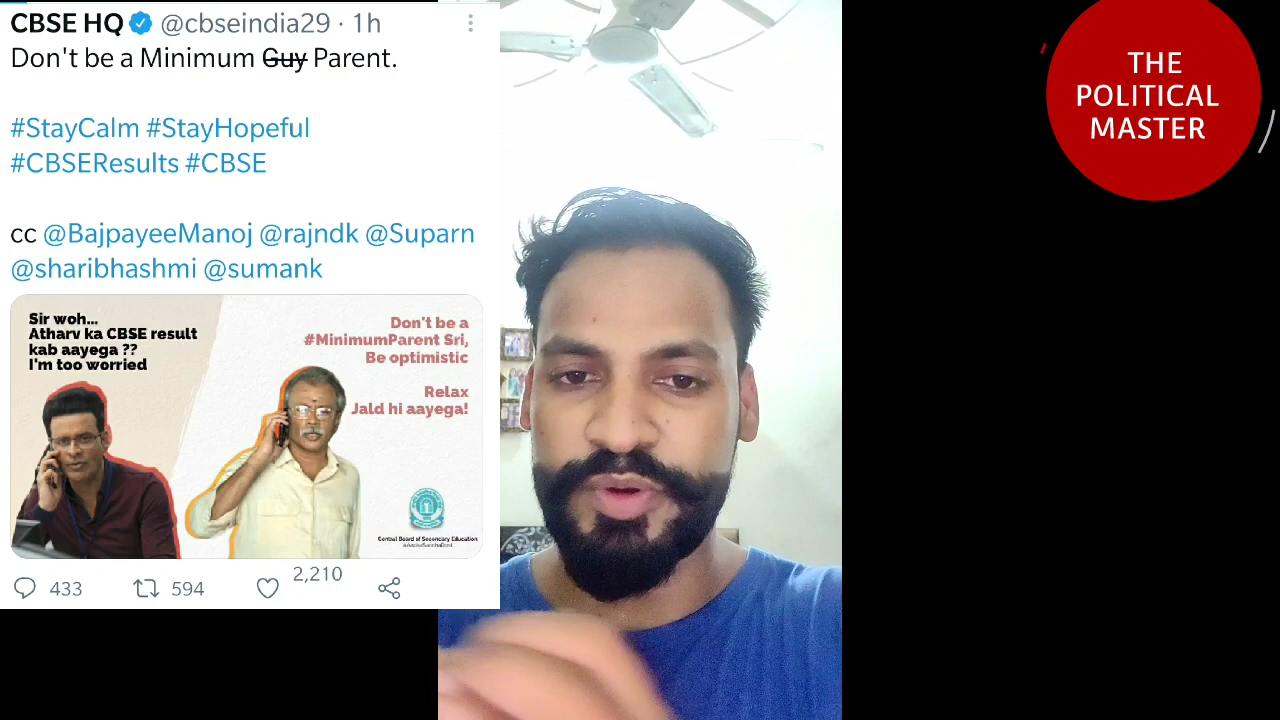 CBSE HQ @cbseindia29 · 1h
Don't be a Minimum Guy Parent.
#StayCalm #StayHopeful
#CBSEResults #CBSE
cc @BajpayeeManoj @rajndk @Suparn
@sharibhashmi @sumank
Sir woh...
Atharv ka CBSE result
kab aayega ??
I'm too worried
Don't be a
#MinimumParent Sri,
Be optimistic
Relax
Jald hi aayega!
Central Board of Secondary Education
433 594 2,210
THE
POLITICAL
MASTER